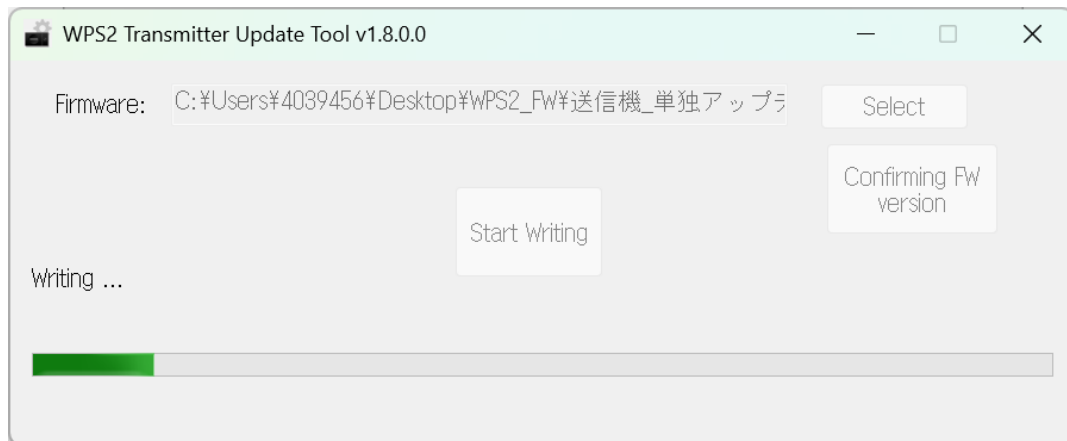 WPS2 Transmitter Update Tool v1.8.0.0
Firmware:
C:¥Users¥4039456¥Desktop¥WPS2_FW¥送信機_単独アップデ
Select
Confirming FW
version
Start Writing
Writing ...